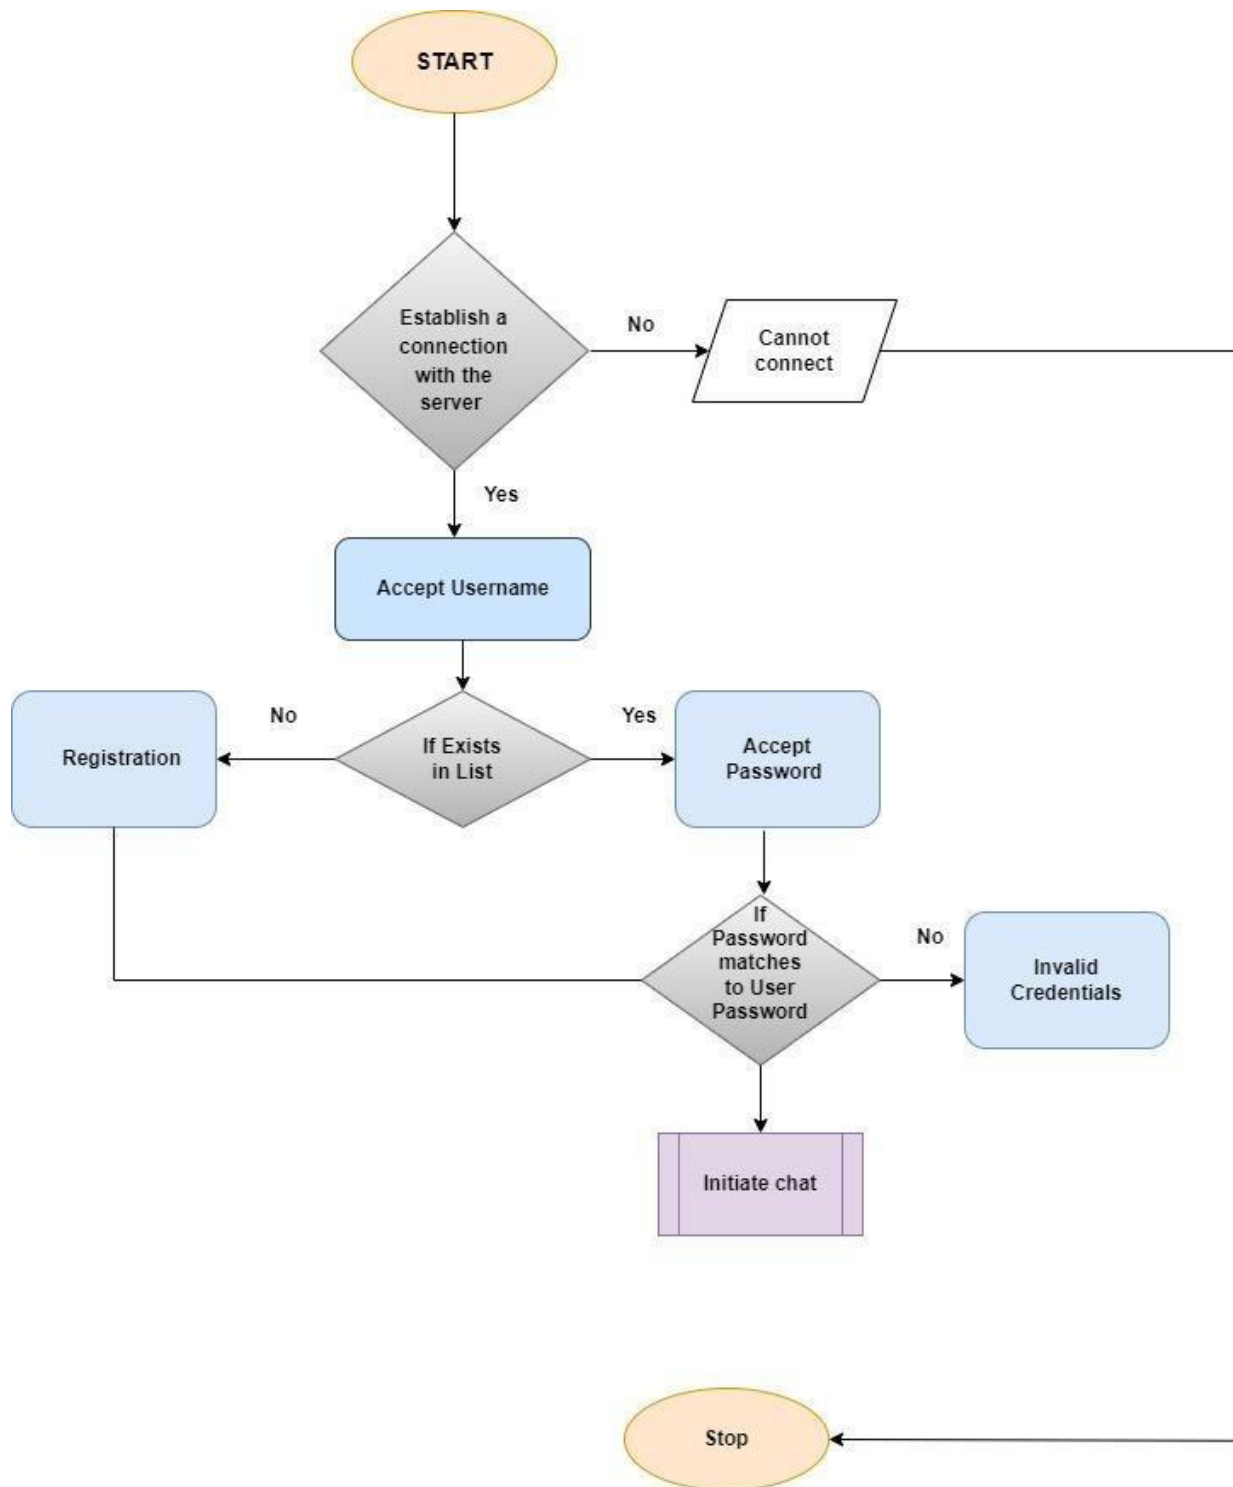 START
Establish a
connection
with the
server
No
Cannot
connect
Yes
Accept Username
No
Yes
Registration
If Exists
in List
Accept
Password
If
Password
matches
to User
Password
No
Invalid
Credentials
Initiate chat
Stop